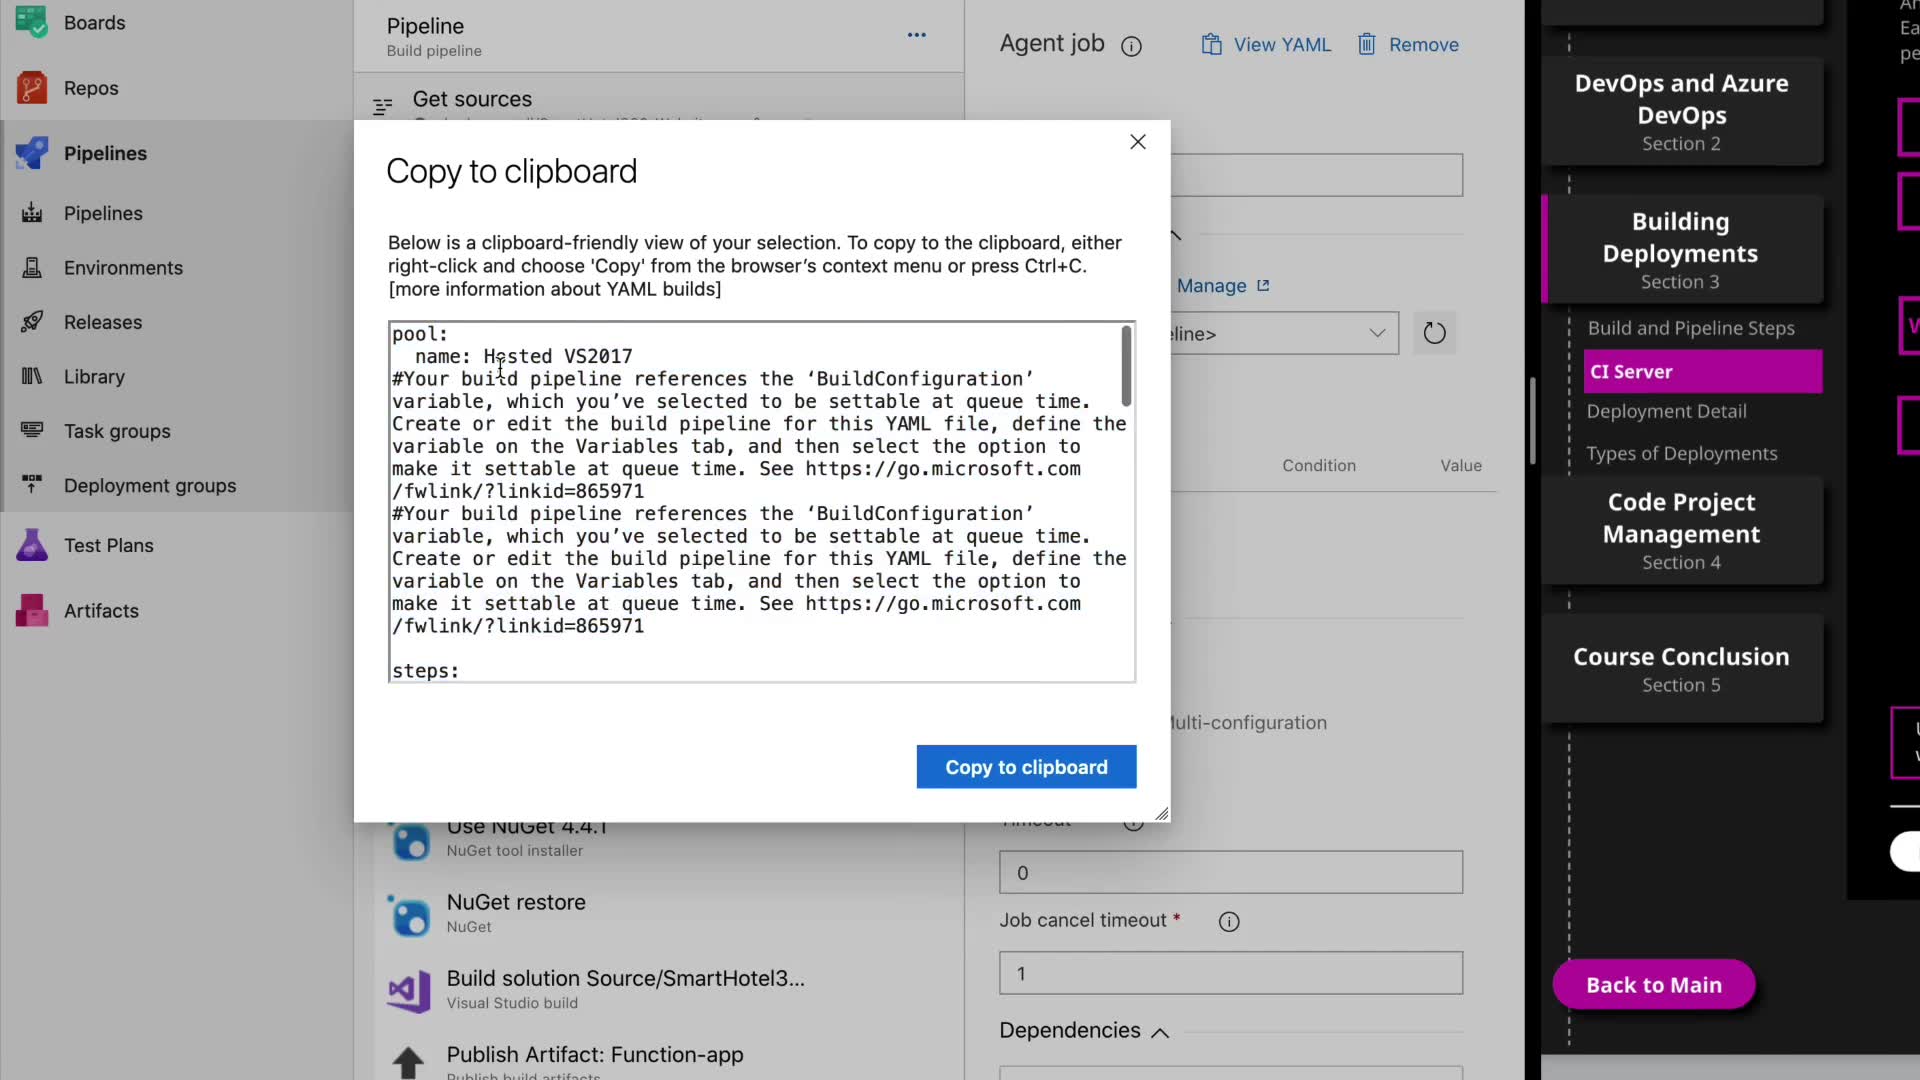 Boards
Repos
Pipelines
Pipelines
Environments
Releases
Library
Task groups
Deployment groups
Test Plans
Artifacts
Pipeline
Build pipeline
Get sources
Agent job
View YAML
Remove
Copy to clipboard
Below is a clipboard-friendly view of your selection. To copy to the clipboard, either
right-click and choose 'Copy' from the browser’s context menu or press Ctrl+C.
[more information about YAML builds]
pool:
name: Hosted VS2017
#Your build pipeline references the ‘BuildConfiguration’
variable, which you’ve selected to be settable at queue time.
Create or edit the build pipeline for this YAML file, define the
variable on the Variables tab, and then select the option to
make it settable at queue time. See https://go.microsoft.com
/fwlink/?linkid=865971
#Your build pipeline references the ‘BuildConfiguration’
variable, which you’ve selected to be settable at queue time.
Create or edit the build pipeline for this YAML file, define the
variable on the Variables tab, and then select the option to
make it settable at queue time. See https://go.microsoft.com
/fwlink/?linkid=865971
steps:
Copy to clipboard
Manage
eline>
Condition Value
Multi-configuration
Timeout
0
Job cancel timeout *
1
Dependencies
Use NuGet 4.4.1
NuGet tool installer
NuGet restore
NuGet
Build solution Source/SmartHotel3...
Visual Studio build
Publish Artifact: Function-app
Publish build artifacts
DevOps and Azure
DevOps
Section 2
Building
Deployments
Section 3
Build and Pipeline Steps
CI Server
Deployment Detail
Types of Deployments
Code Project
Management
Section 4
Course Conclusion
Section 5
Back to Main